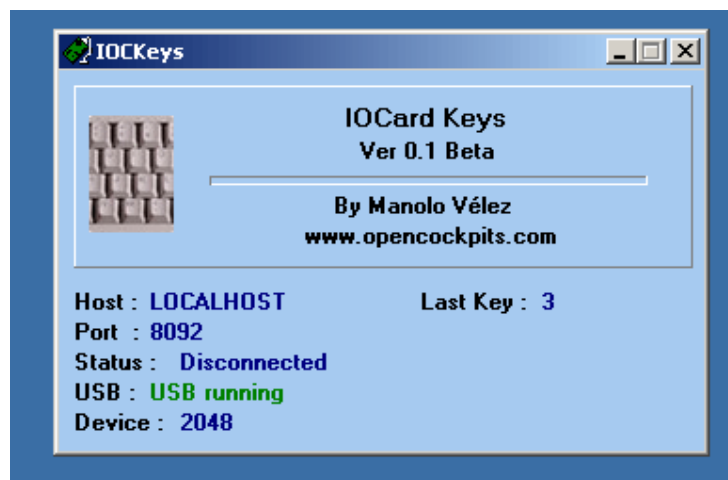 IOCKeys
IOCard Keys
Ver 0.1 Beta
By Manolo Vélez
www.opencockpits.com
Host : LOCALHOST Last Key : 3
Port : 8092
Status : Disconnected
USB : USB running
Device : 2048